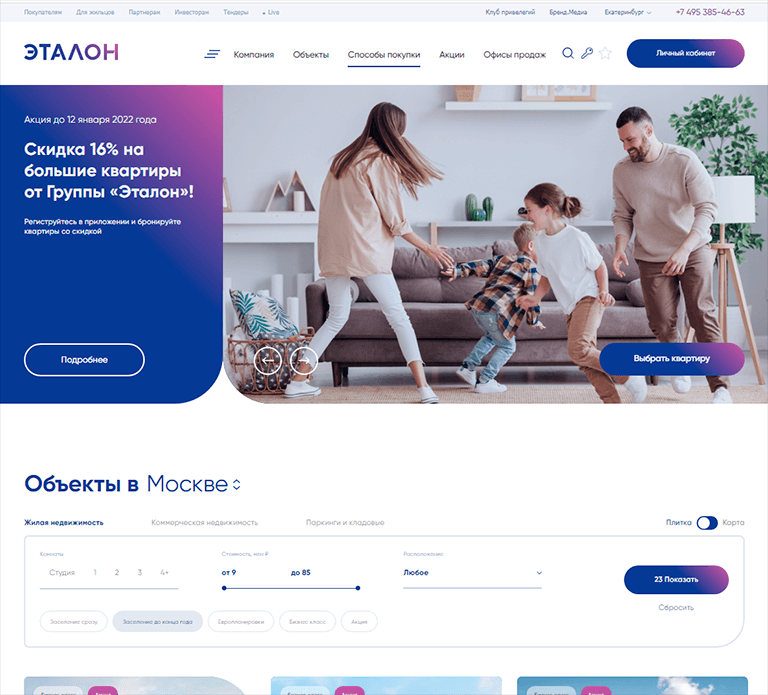 Покупателям Для жильцов Партнерам Инвесторам Тендеры Live Клуб привилегий Бренд.Медиа Екатеринбург +7 495 385-46-63
ЭТАЛОН Компания Объекты Способы покупки Акции Офисы продаж Личный кабинет
Акция до 12 января 2022 года
Скидка 16% на
большие квартиры
от Группы «Эталон»!
Регистрируйтесь в приложении и бронируйте
квартиры со скидкой
Подробнее Выбрать квартиру
Объекты в Москве
Жилая недвижимость Коммерческая недвижимость Паркинги и кладовые Плитка Карта
Комнаты Стоимость, млн ₽ Расположение
Студия 1 2 3 4+ от 9 до 85 Любое 23 Показать
Сбросить
Заселение сразу Заселение до конца года Европланировки Бизнес класс Акция